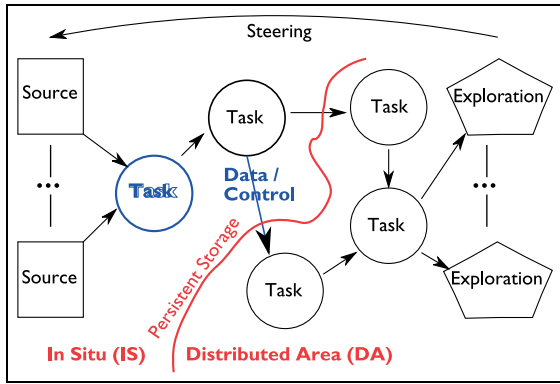 Steering
Source
Task
Task
Exploration
Data /
Control
...
Task
Task
...
Source
Persistent Storage
Task
Exploration
In Situ (IS)
Distributed Area (DA)